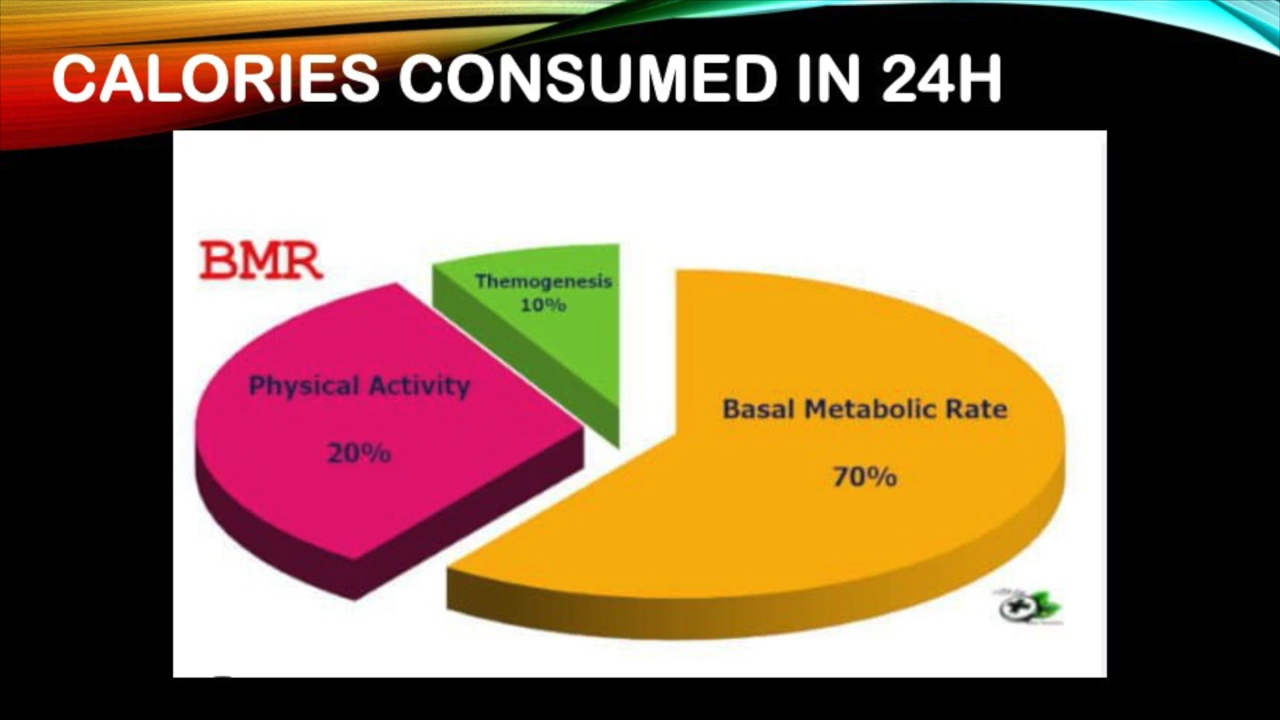 CALORIES CONSUMED IN 24H
BMR
Themogenesis
10%
Physical Activity
20%
Basal Metabolic Rate
70%